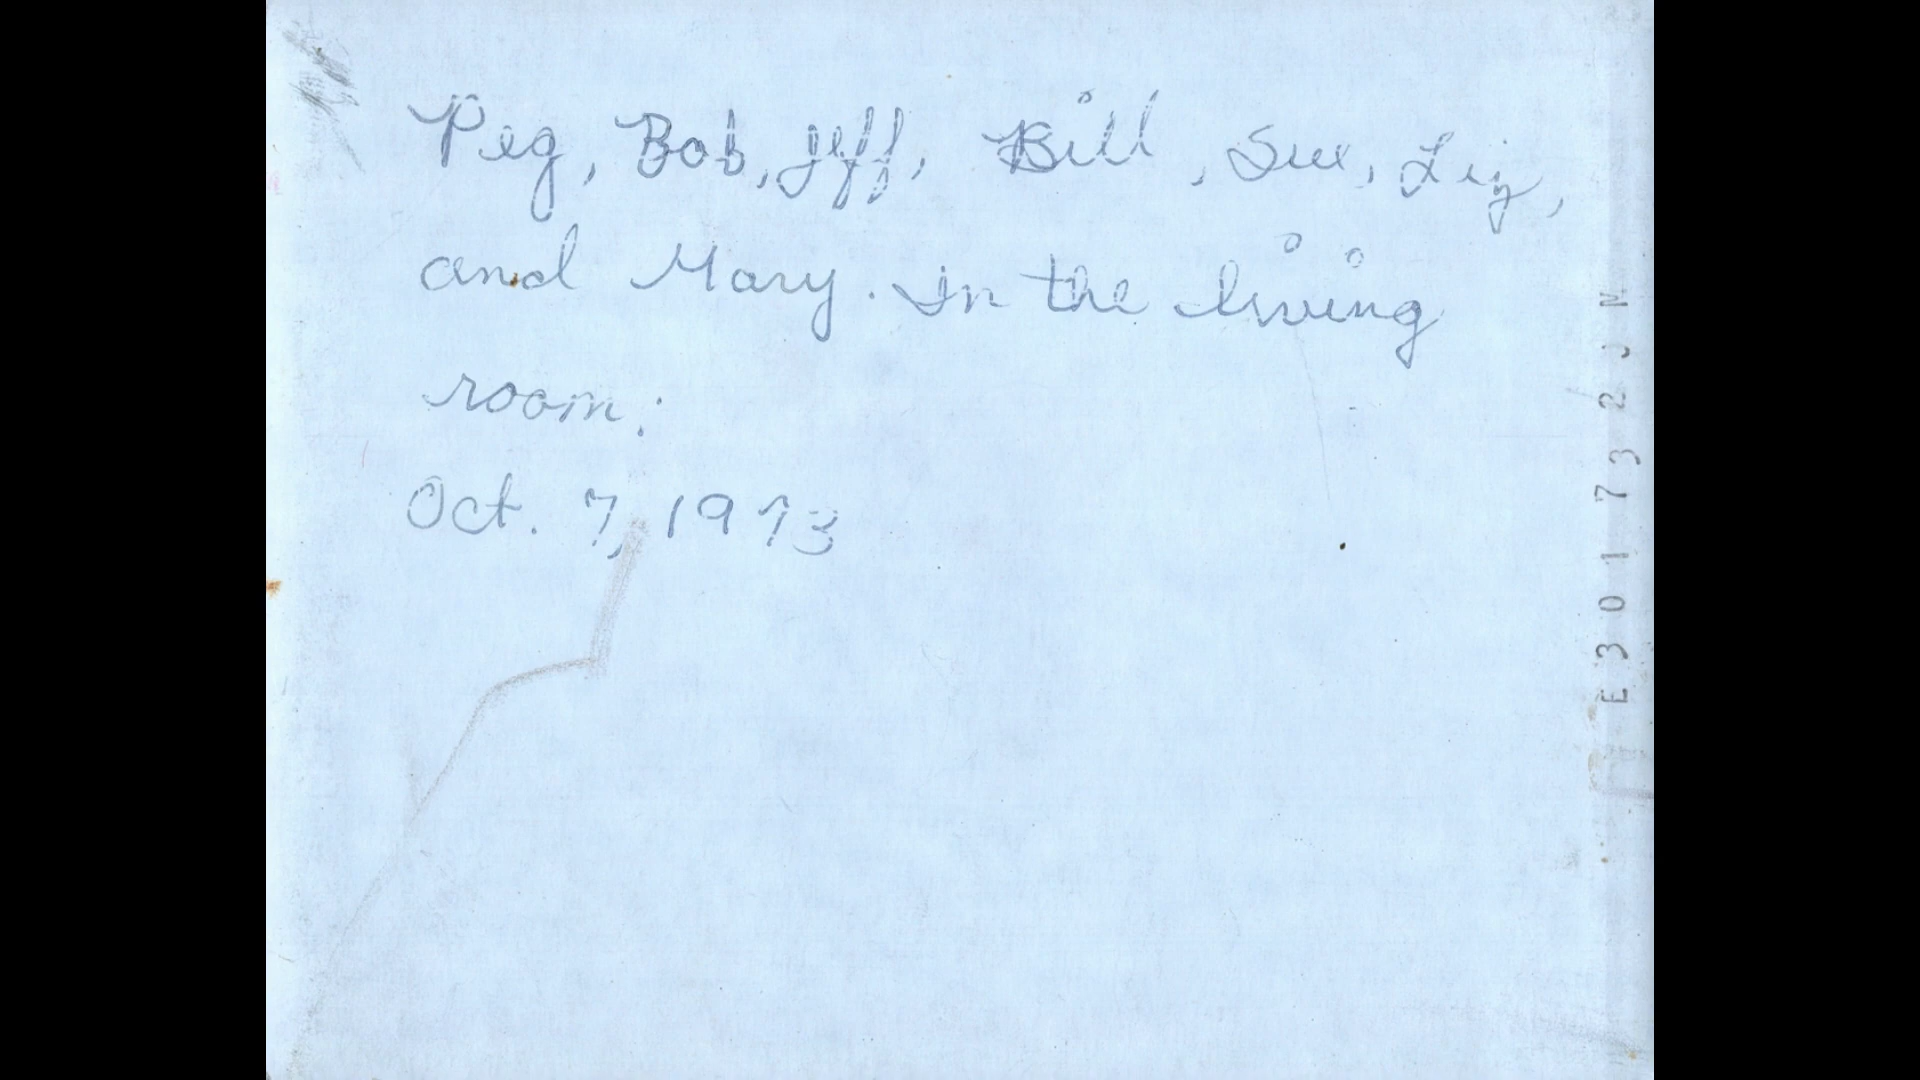 Peg, Bob, Jeff, Bill, Sue, Liz,
and Mary. In the living
room.
Oct. 7, 1973
E301732JN